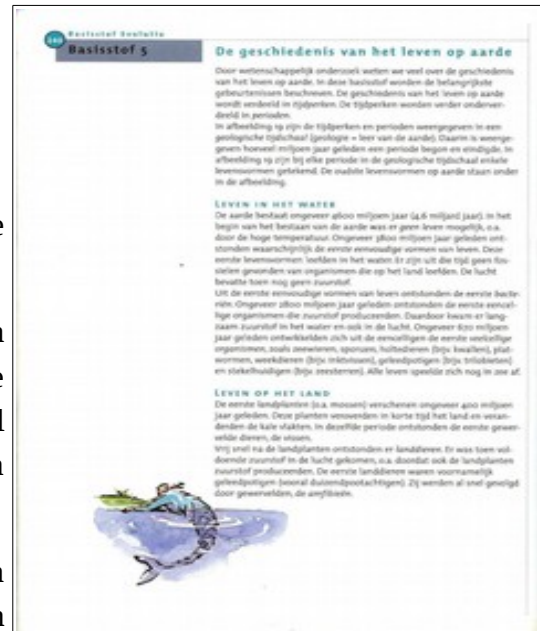 240
Basisstof Evolutie
Basisstof 5
De geschiedenis van het leven op aarde
Door wetenschappelijk onderzoek weten we veel over de geschiedenis
van het leven op aarde. In deze basisstof worden de belangrijkste
gebeurtenissen beschreven. De geschiedenis van het leven op aarde
wordt verdeeld in tijdperken. De tijdperken worden verder onderver-
deeld in perioden.
In afbeelding 19 zijn de tijdperken en perioden weergegeven in een
geologische tijdschaal (geologie = leer van de aarde). Daarin is weerge-
geven hoeveel miljoen jaar geleden een periode begon en eindigde. In
afbeelding 19 zijn bij elke periode in de geologische tijdschaal enkele
levensvormen getekend. De oudste levensvormen op aarde staan onder
in de afbeelding.
LEVEN IN HET WATER
De aarde bestaat ongeveer 4600 miljoen jaar (4,6 miljard jaar). In het
begin van het bestaan van de aarde was er geen leven mogelijk, o.a.
door de hoge temperatuur. Ongeveer 3800 miljoen jaar geleden ont-
stonden waarschijnlijk de eerste eenvoudige vormen van leven. Deze
eerste levensvormen leefden in het water. Er zijn uit die tijd geen fos-
sielen gevonden van organismen die op het land leefden. De lucht
bevatte toen nog geen zuurstof.
Uit de eerste eenvoudige vormen van leven ontstonden de eerste bacte-
riën. Ongeveer 2800 miljoen jaar geleden ontstonden de eerste eencel-
lige organismen die zuurstof produceerden. Daardoor kwam er lang-
zaam zuurstof in het water en ook in de lucht. Ongeveer 670 miljoen
jaar geleden ontwikkelden zich uit de eencelligen de eerste veelcellige
organismen, zoals zeewieren, sponzen, holtedieren (bijv. kwallen), plat-
wormen, weekdieren (bijv. inktvissen), geleedpotigen (bijv. trilobieten)
en stekelhuidigen (bijv. zeesterren). Alle leven speelde zich nog in zee af.
LEVEN OP HET LAND
De eerste landplanten (o.a. mossen) verschenen ongeveer 400 miljoen
jaar geleden. Deze planten veroverden in korte tijd het land en veran-
derden de kale vlakten. In dezelfde periode ontstonden de eerste gewer-
velde dieren, de vissen.
Vrij snel na de landplanten ontstonden er landdieren. Er was toen vol-
doende zuurstof in de lucht gekomen, o.a. doordat ook de landplanten
zuurstof produceerden. De eerste landdieren waren voornamelijk
geleedpotigen (vooral duizendpootachtigen). Zij werden al snel gevolgd
door gewervelden, de amfibieën.